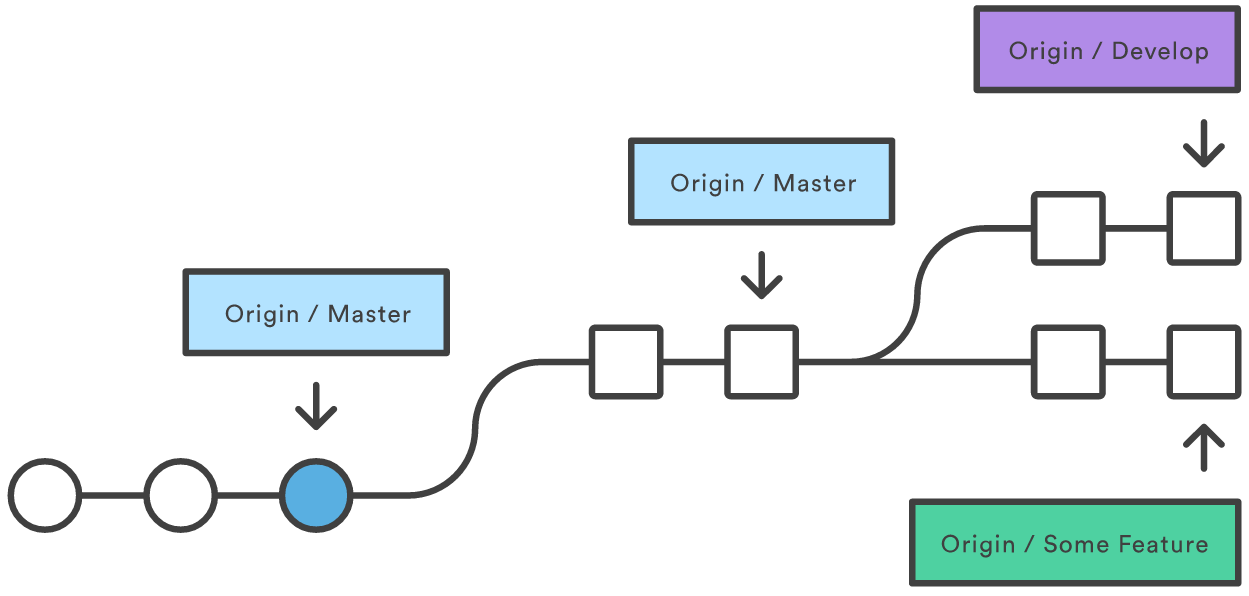 Origin / Develop
Origin / Master
Origin / Master
Origin / Some Feature